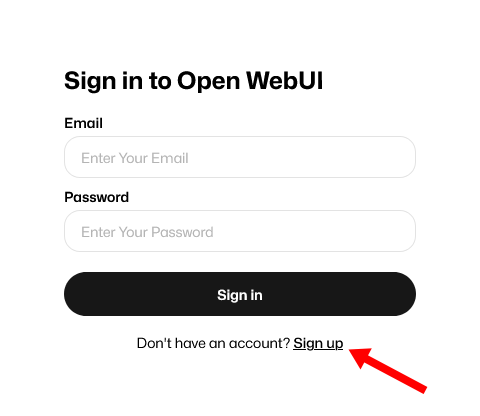 Sign in to Open WebUI
Email
Enter Your Email
Password
Enter Your Password
Sign in
Don't have an account? Sign up